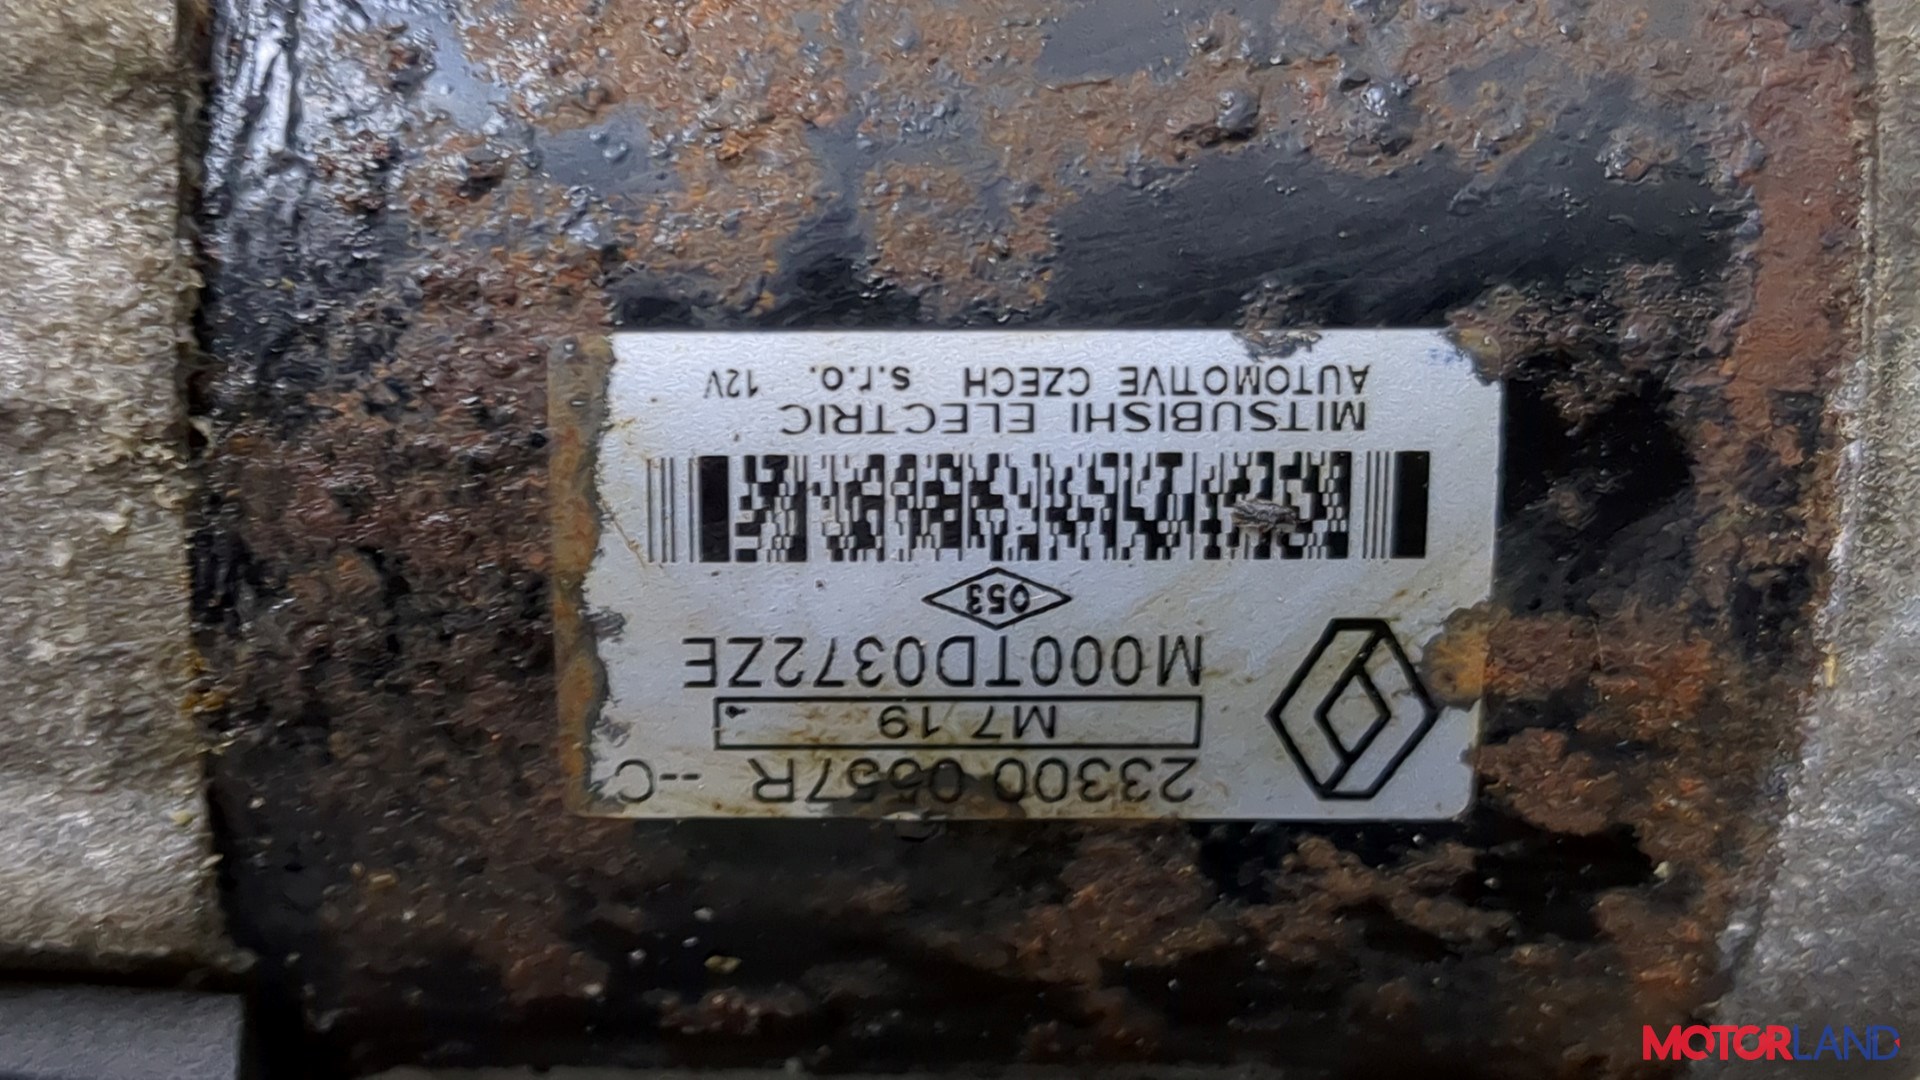 23300 0557R --C
M7 19
M000TD0372ZE
053
MITSUBISHI ELECTRIC
AUTOMOTIVE CZECH s.r.o. 12V
MOTORLAND